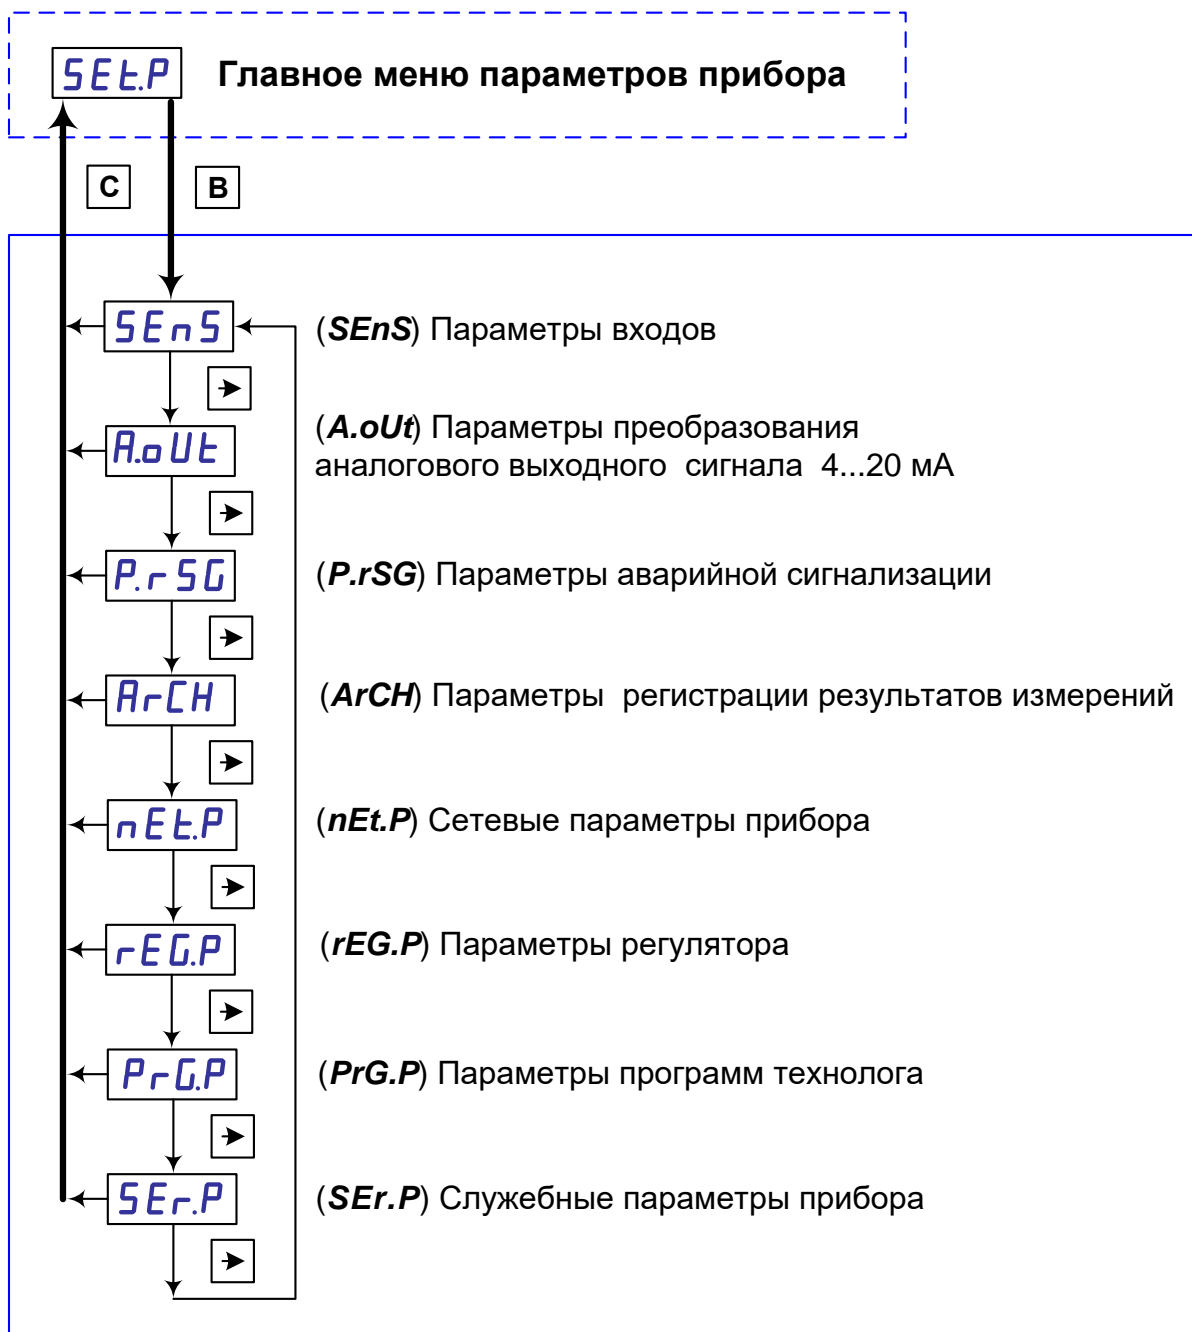 SEt.P Главное меню параметров прибора
C B
SEnS (SEnS) Параметры входов
A.oUt (A.oUt) Параметры преобразования
аналогового выходного сигнала 4...20 мА
P.rSG (P.rSG) Параметры аварийной сигнализации
ArCH (ArCH) Параметры регистрации результатов измерений
nEt.P (nEt.P) Сетевые параметры прибора
rEG.P (rEG.P) Параметры регулятора
PrG.P (PrG.P) Параметры программ технолога
SEr.P (SEr.P) Служебные параметры прибора